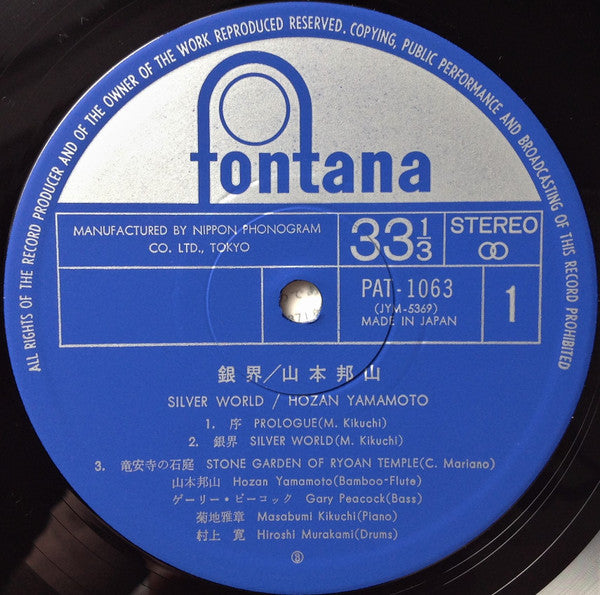 ALL RIGHTS OF THE RECORD PRODUCER AND OF THE OWNER OF THE WORK REPRODUCED RESERVED. COPYING, PUBLIC PERFORMANCE AND BROADCASTING OF THIS RECORD PROHIBITED
fontana
MANUFACTURED BY NIPPON PHONOGRAM
CO. LTD., TOKYO
33 1/3
STEREO
PAT-1063
(JYM-5369)
MADE IN JAPAN
1
銀界/山本邦山
SILVER WORLD / HOZAN YAMAMOTO
1. 序 PROLOGUE(M. Kikuchi)
2. 銀界 SILVER WORLD(M. Kikuchi)
3. 竜安寺の石庭 STONE GARDEN OF RYOAN TEMPLE(C. Mariano)
山本邦山 Hozan Yamamoto(Bamboo-Flute)
ゲーリー・ピーコック Gary Peacock(Bass)
菊地雅章 Masabumi Kikuchi(Piano)
村上 寛 Hiroshi Murakami(Drums)